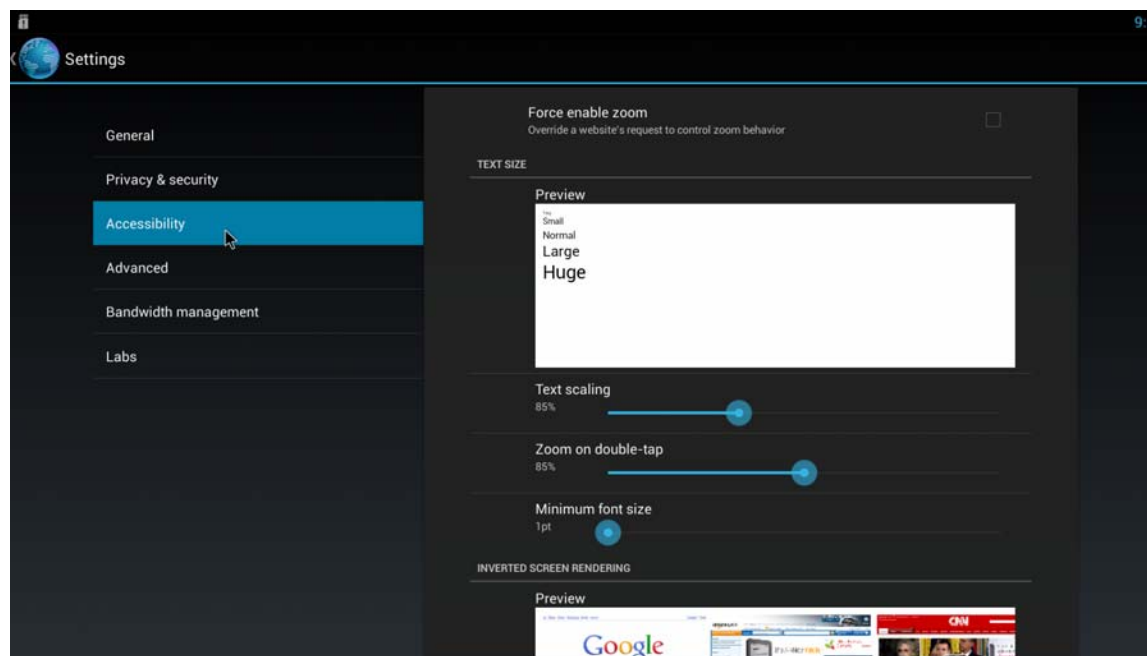 9:
Settings
General
Privacy & security
Accessibility
Advanced
Bandwidth management
Labs
Force enable zoom
Override a website's request to control zoom behavior
TEXT SIZE
Preview
Small
Normal
Large
Huge
Text scaling
85%
Zoom on double-tap
85%
Minimum font size
1pt
INVERTED SCREEN RENDERING
Preview
Google
CNN